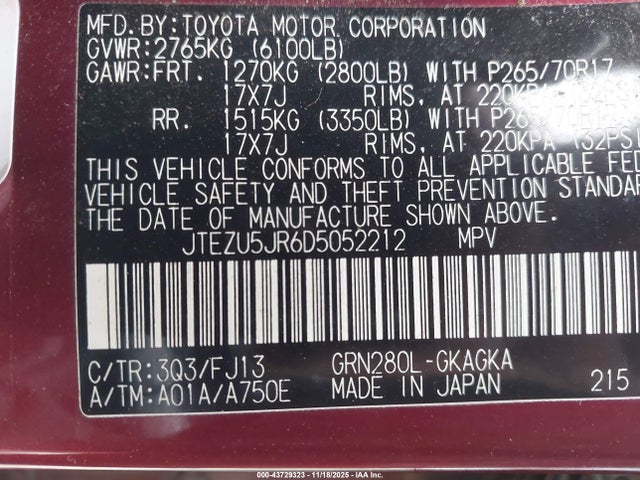 MFD.BY:TOYOTA MOTOR CORPORATION
GVWR:2765KG (6100LB)
GAWR:FRT. 1270KG (2800LB) WITH P265/70R17
17X7J RIMS, AT 220KPA
RR. 1515KG (3350LB) WITH P265/70R17
17X7J RIMS, AT 220KPA (32PSI
THIS VEHICLE CONFORMS TO ALL APPLICABLE FE
VEHICLE SAFETY AND THEFT PREVENTION STANDAR
THE DATE OF MANUFACTURE SHOWN ABOVE.
JTEZU5JR6D5052212 MPV
C/TR:3Q3/FJ13 GRN280L-GKAGKA
A/TM:A01A/A750E MADE IN JAPAN 215
000-43729323 - 11/18/2025 - IAA Inc.